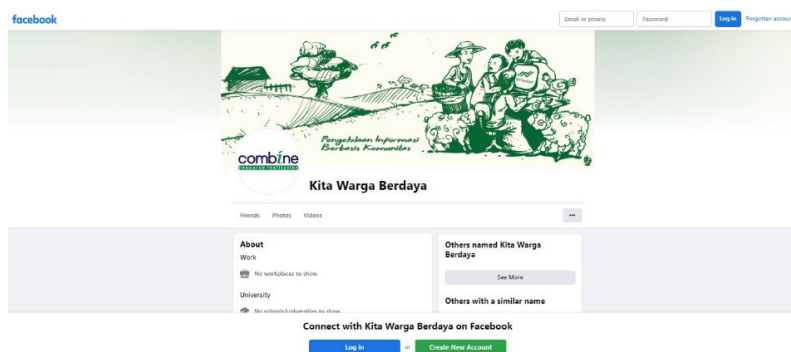 facebook
Email or phone
Password
Log in
Forgotten account
Pengelolaan Informasi
Berbasis Komunitas
combine
Kita Warga Berdaya
Friends Photos Videos
About
Work
No workplaces to show
University
No schools/universities to show
Others named Kita Warga
Berdaya
See More
Others with a similar name
Connect with Kita Warga Berdaya on Facebook
Log in
or
Create New Account